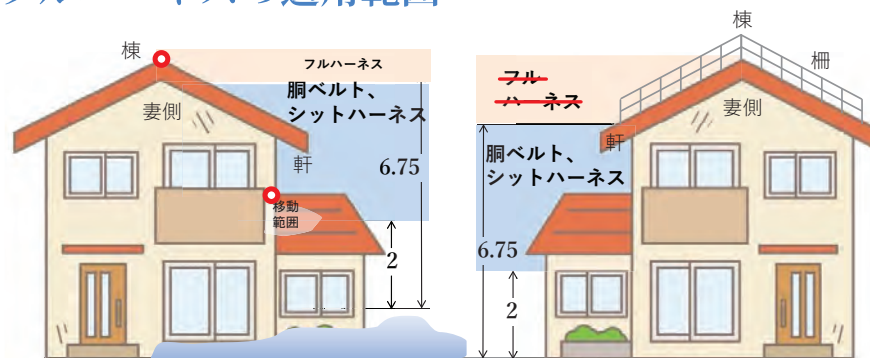 棟
フルハーネス
胴ベルト、
シットハーネス
妻側
軒
6.75
移動
範囲
2
棟
柵
フル
ハーネス
妻側
軒
胴ベルト、
シットハーネス
6.75
2